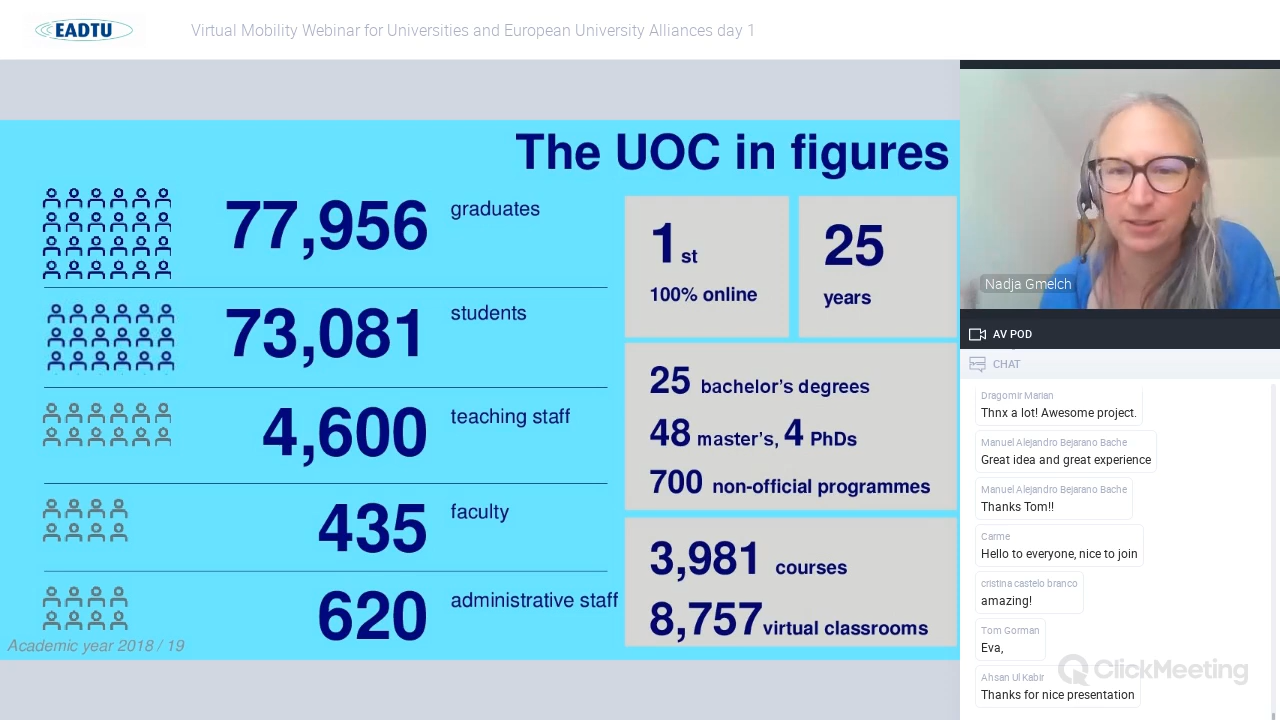 EADTU
Virtual Mobility Webinar for Universities and European University Alliances day 1
The UOC in figures
77,956 graduates
73,081 students
4,600 teaching staff
435 faculty
620 administrative staff
Academic year 2018 / 19
1st
100% online
25
years
25 bachelor's degrees
48 master's, 4 PhDs
700 non-official programmes
3,981 courses
8,757 virtual classrooms
Nadja Gmelch
AV POD
CHAT
Dragomir Marian
Thnx a lot! Awesome project.
Manuel Alejandro Bejarano Bache
Great idea and great experience
Manuel Alejandro Bejarano Bache
Thanks Tom!!
Carme
Hello to everyone, nice to join
cristina castelo branco
amazing!
Tom Gorman
Eva,
Ahsan Ul Kabir
Thanks for nice presentation
ClickMeeting